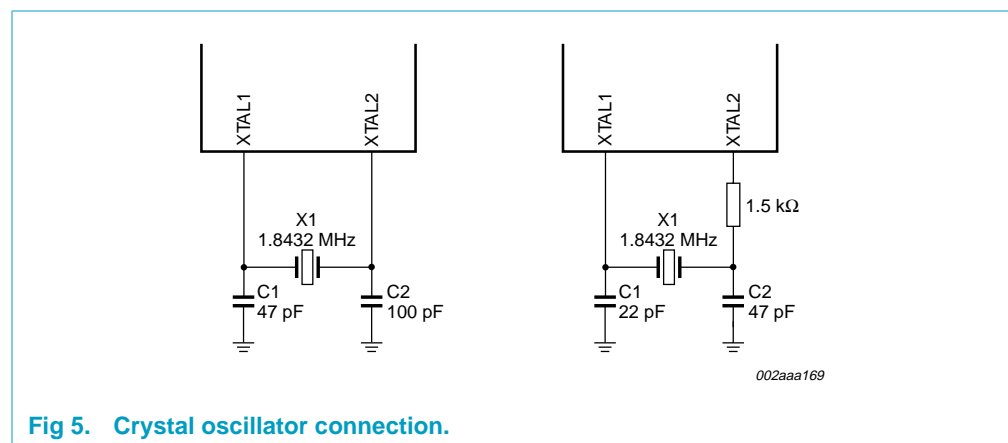 XTAL1
XTAL2
X1
1.8432 MHz
C1
47 pF
C2
100 pF
XTAL1
XTAL2
1.5 kΩ
X1
1.8432 MHz
C1
22 pF
C2
47 pF
002aaa169
Fig 5. Crystal oscillator connection.